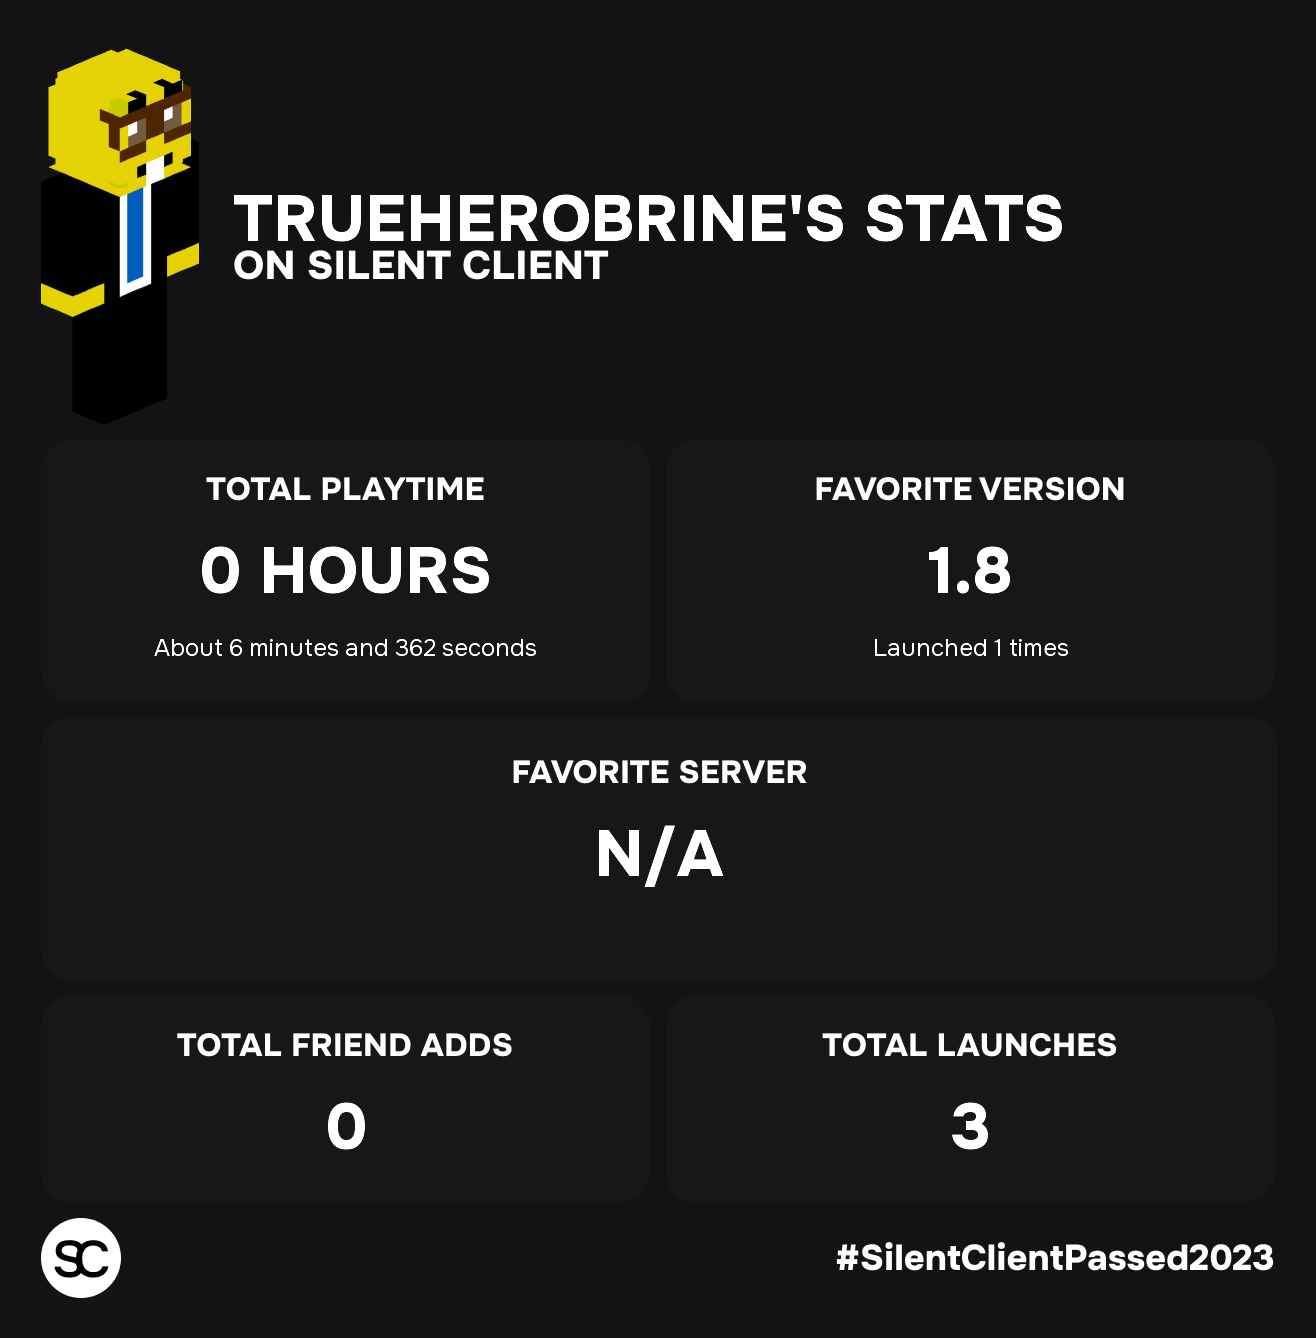 TRUEHEROBRINE'S STATS
ON SILENT CLIENT
TOTAL PLAYTIME
0 HOURS
About 6 minutes and 362 seconds
FAVORITE VERSION
1.8
Launched 1 times
FAVORITE SERVER
N/A
TOTAL FRIEND ADDS
0
TOTAL LAUNCHES
3
SC
#SilentClientPassed2023